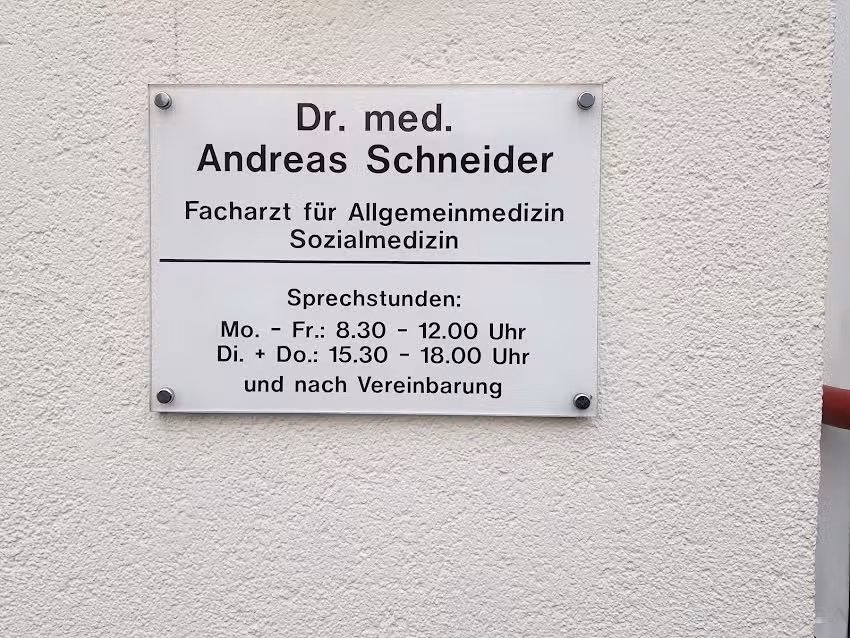 Dr. med.
Andreas Schneider
Facharzt für Allgemeinmedizin
Sozialmedizin
Sprechstunden:
Mo. - Fr.: 8.30 - 12.00 Uhr
Di. + Do.: 15.30 - 18.00 Uhr
und nach Vereinbarung